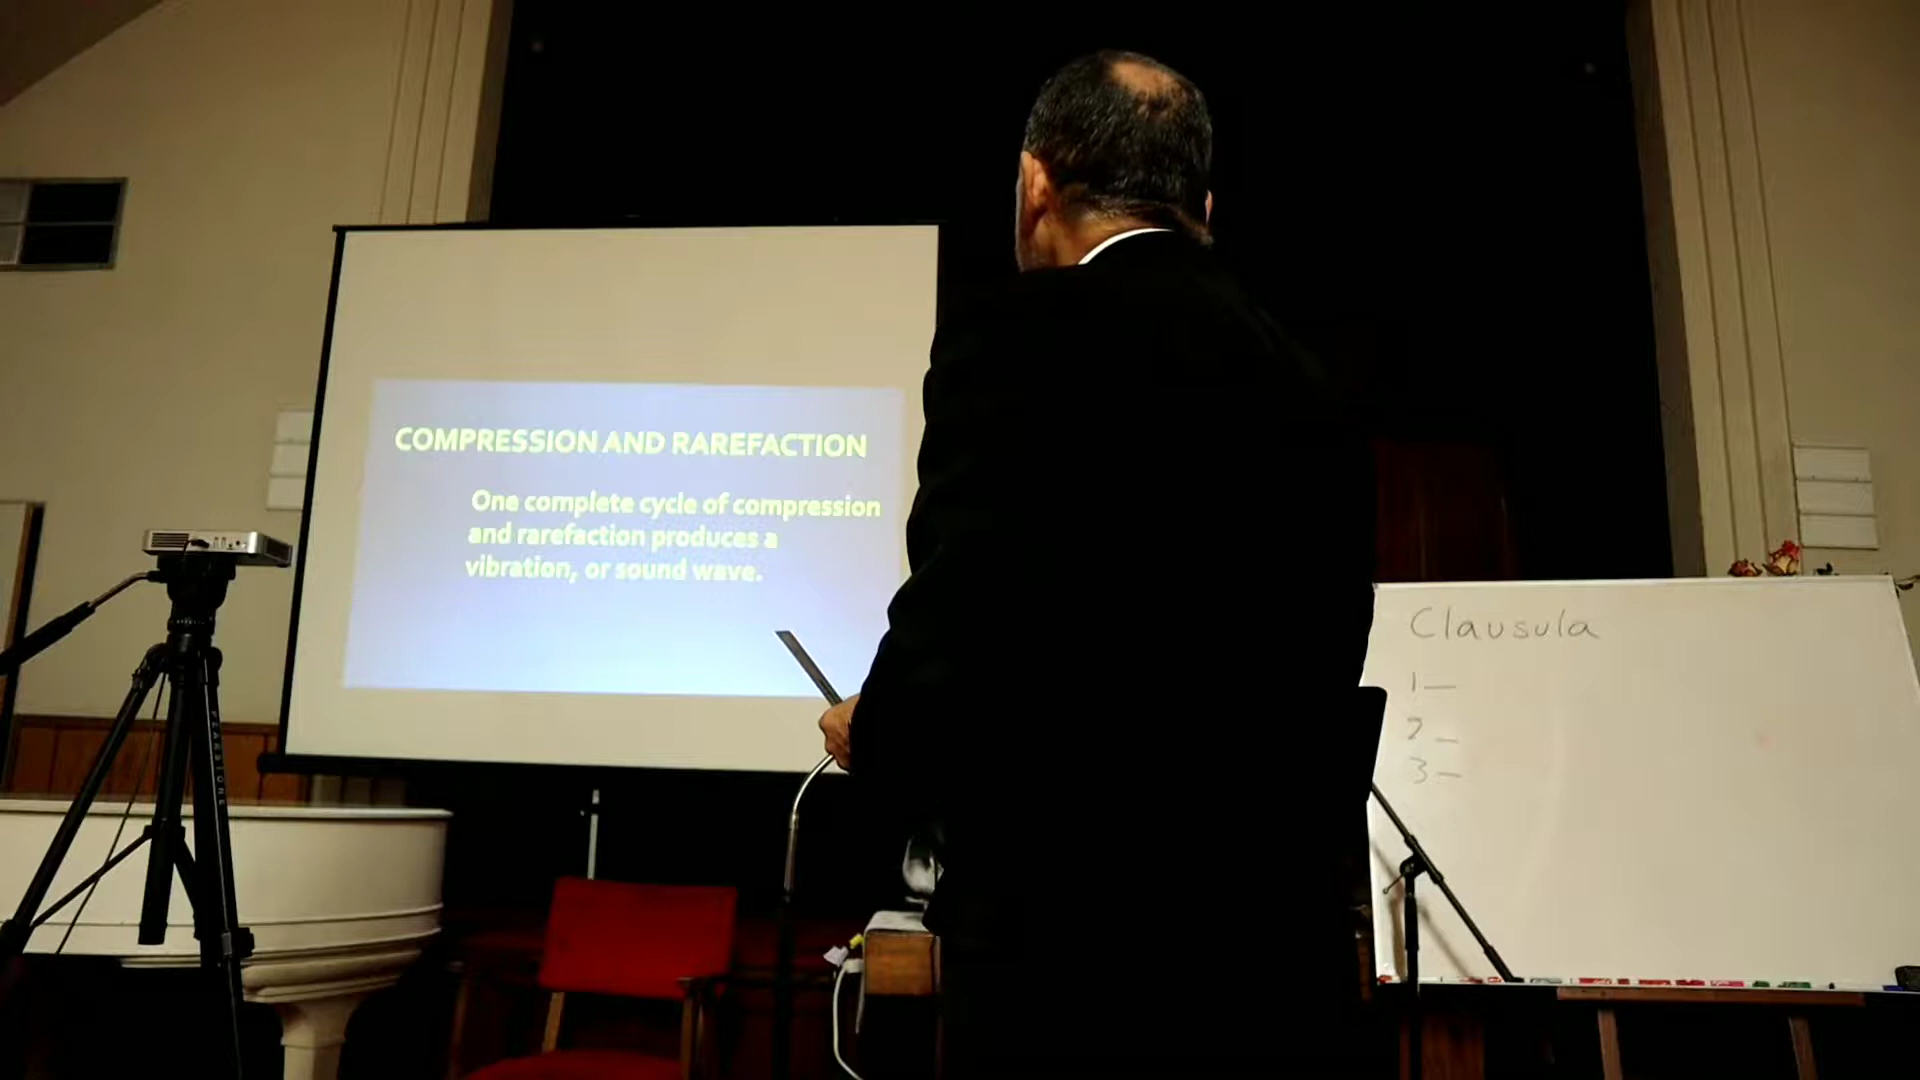 COMPRESSION AND RAREFACTION
One complete cycle of compression
and rarefaction produces a
vibration, or sound wave.
PEARSTONE
Clausula
1—
2—
3—